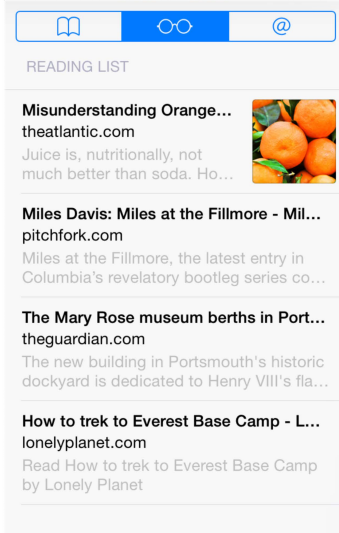 @
READING LIST
Misunderstanding Orange...
theatlantic.com
Juice is, nutritionally, not
much better than soda. Ho...
Miles Davis: Miles at the Fillmore - Mil...
pitchfork.com
Miles at the Fillmore, the latest entry in
Columbia's revelatory bootleg series co...
The Mary Rose museum berths in Port...
theguardian.com
The new building in Portsmouth's historic
dockyard is dedicated to Henry VIII's fla...
How to trek to Everest Base Camp - L...
lonelyplanet.com
Read How to trek to Everest Base Camp
by Lonely Planet